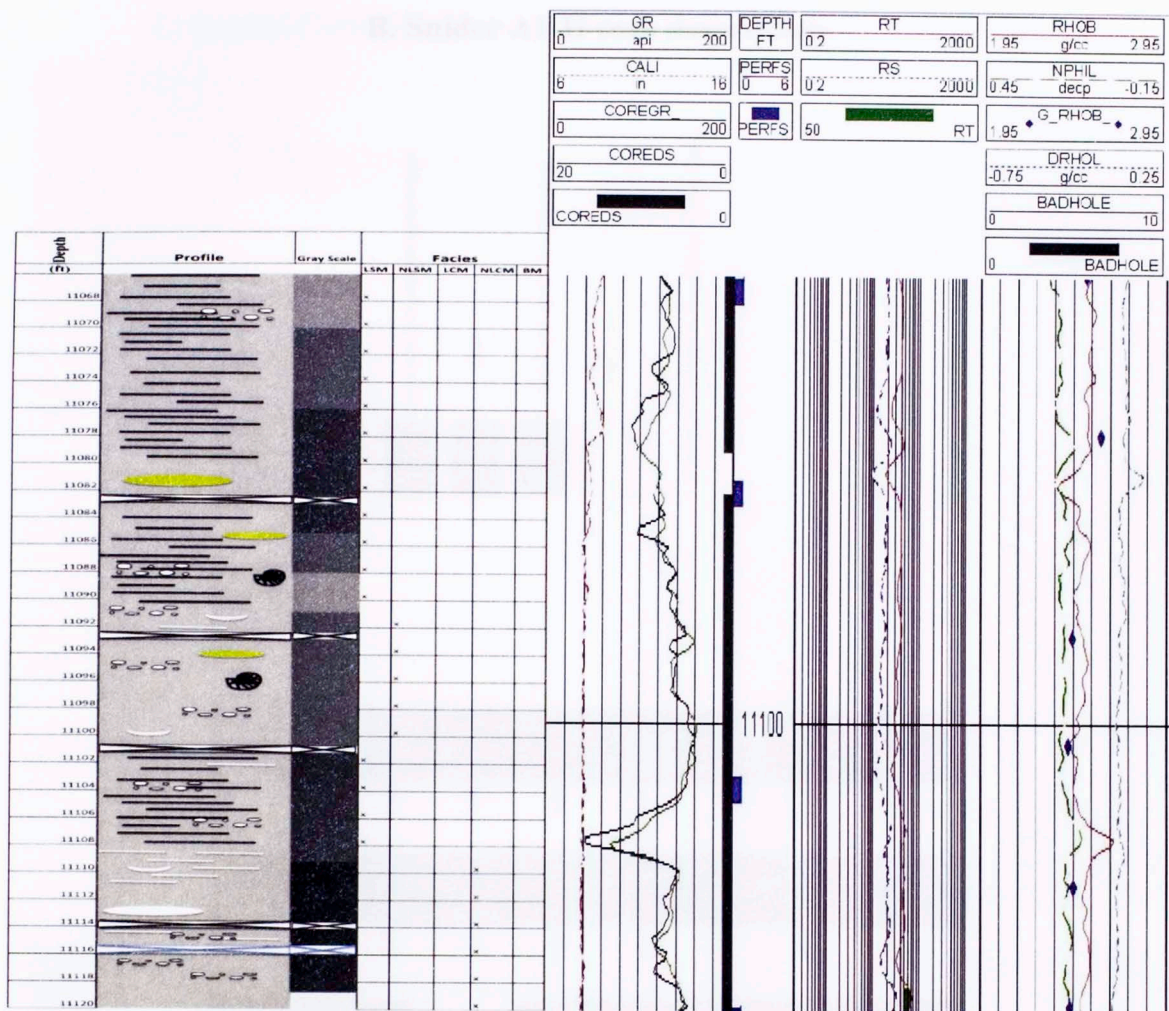 GR
0 api 200
CALI
6 in 16
COREGR_
0 200
COREDS
20 0
COREDS 0
DEPTH
FT
PERFS
0 6
PERFS
RT
0.2 2000
RS
0.2 2000
50 RT
RHOB
1.95 g/cc 2.95
NPHIL
0.45 decp -0.15
G_RHOB_
1.95 2.95
DRHOL
-0.75 g/cc 0.25
BADHOLE
0 10
0 BADHOLE
Depth
(ft)
Profile
Gray Scale
Facies
LSM NLSM LCM NLCM BM
11068
11070
11072
11074
11076
11078
11080
11082
11084
11086
11088
11090
11092
11094
11096
11098
11100
11100
11102
11104
11106
11108
11110
11112
11114
11116
11118
11120